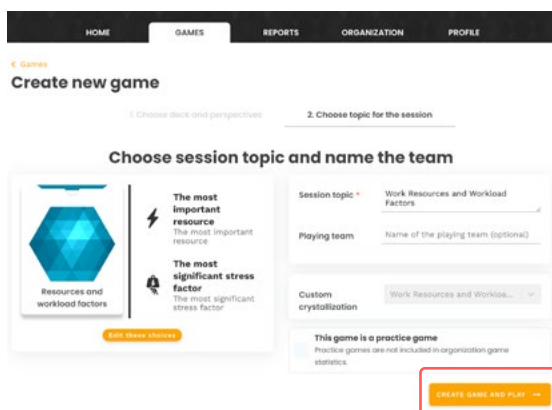 HOME GAMES REPORTS ORGANIZATION PROFILE
< Games
Create new game
1. Choose deck and perspectives
2. Choose topic for the session
Choose session topic and name the team
Resources and
workload factors
The most
important
resource
The most important
resource
The most
significant stress
factor
The most significant
stress factor
Edit these choices
Session topic *
Work Resources and Workload
Factors
Playing team
Name of the playing team (optional)
Custom
crystallization
Work Resources and Workloa...
This game is a practice game
Practice games are not included in organization game
statistics.
CREATE GAME AND PLAY →